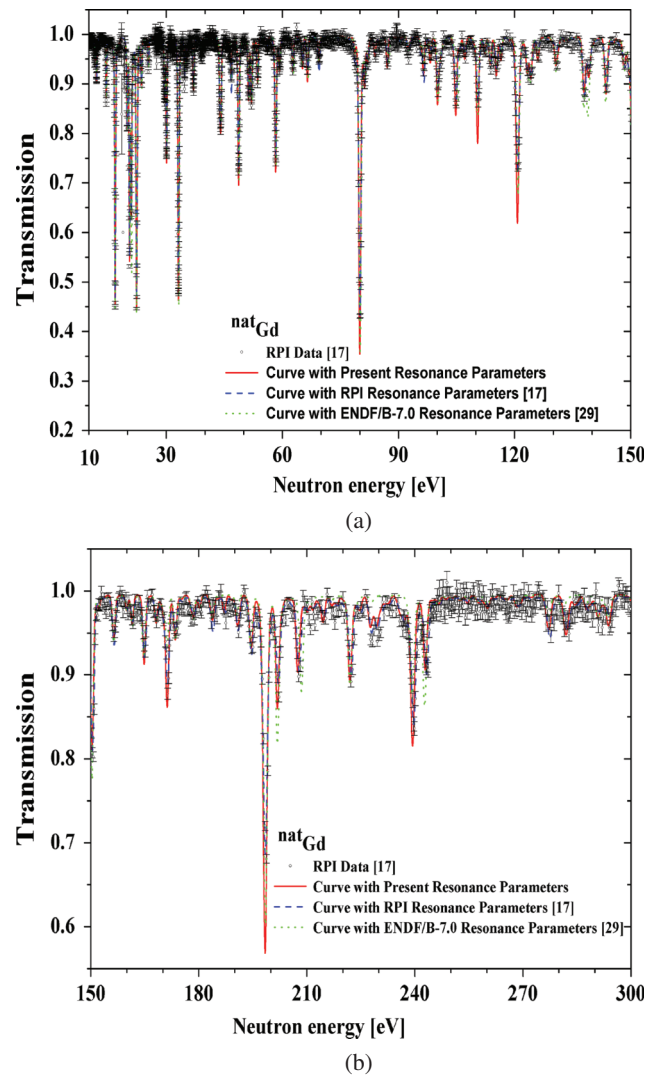 1.0
0.9
0.8
0.7
0.6
0.5
0.4
0.3
0.2
Transmission
natGd
RPI Data [17]
Curve with Present Resonance Parameters
Curve with RPI Resonance Parameters [17]
Curve with ENDF/B-7.0 Resonance Parameters [29]
10 30 60 90 120 150
Neutron energy [eV]
(a)
1.0
0.9
0.8
0.7
0.6
Transmission
natGd
RPI Data [17]
Curve with Present Resonance Parameters
Curve with RPI Resonance Parameters [17]
Curve with ENDF/B-7.0 Resonance Parameters [29]
150 180 210 240 270 300
Neutron energy [eV]
(b)